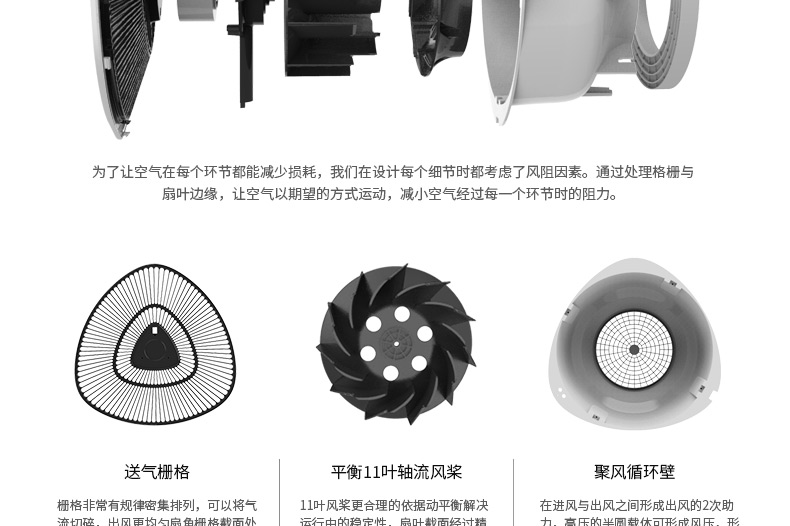 为了让空气在每个环节都能减少损耗，我们在设计每个细节时都考虑了风阻因素。通过处理格栅与
扇叶边缘，让空气以期望的方式运动，减小空气经过每一个环节时的阻力。
送气栅格
平衡11叶轴流风桨
聚风循环壁
栅格非常有规律密集排列，可以将气
流切碎，出风更均匀扇角栅格截面处
11叶风桨更合理的依据动平衡解决
运行中的稳定性，扇叶截面经过精
在进风与出风之间形成出风的2次助
力，高压的半圆载体可形成风压，形